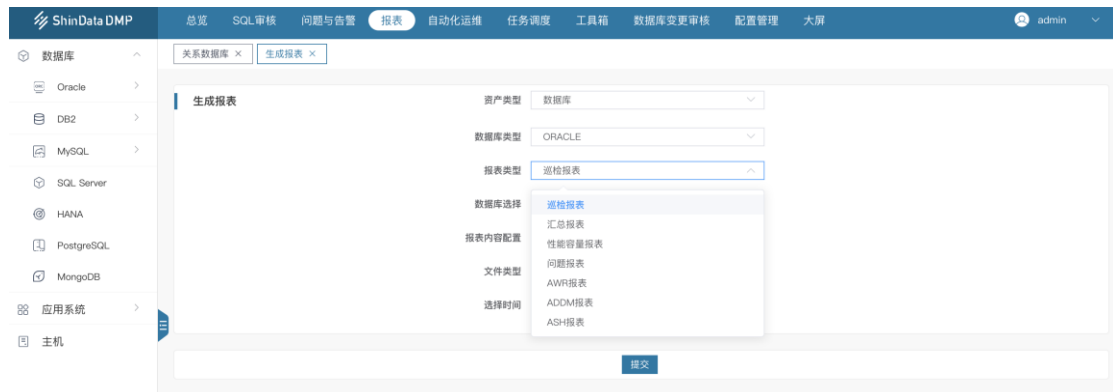 ShinData DMP 总览 SQL审核 问题与告警 报表 自动化运维 任务调度 工具箱 数据库变更审核 配置管理 大屏 admin
数据库
Oracle
DB2
MySQL
SQL Server
HANA
PostgreSQL
MongoDB
应用系统
主机
关系数据库 × 生成报表 ×
生成报表
资产类型 数据库
数据库类型 ORACLE
报表类型 巡检报表
数据库选择
报表内容配置
文件类型
选择时间
巡检报表
汇总报表
性能容量报表
问题报表
AWR报表
ADDM报表
ASH报表
提交